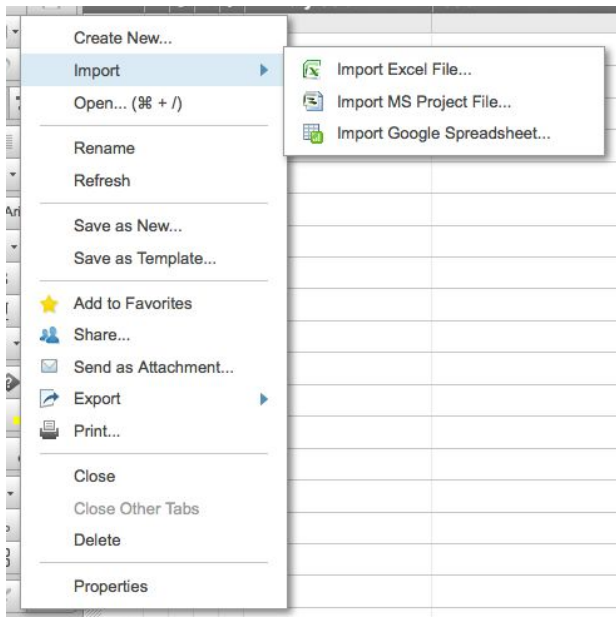 Create New...
Import
Import Excel File...
Open... (⌘ + /)
Import MS Project File...
Import Google Spreadsheet...
Rename
Refresh
Save as New...
Save as Template...
Add to Favorites
Share...
Send as Attachment...
Export
Print...
Close
Close Other Tabs
Delete
Properties
Ari